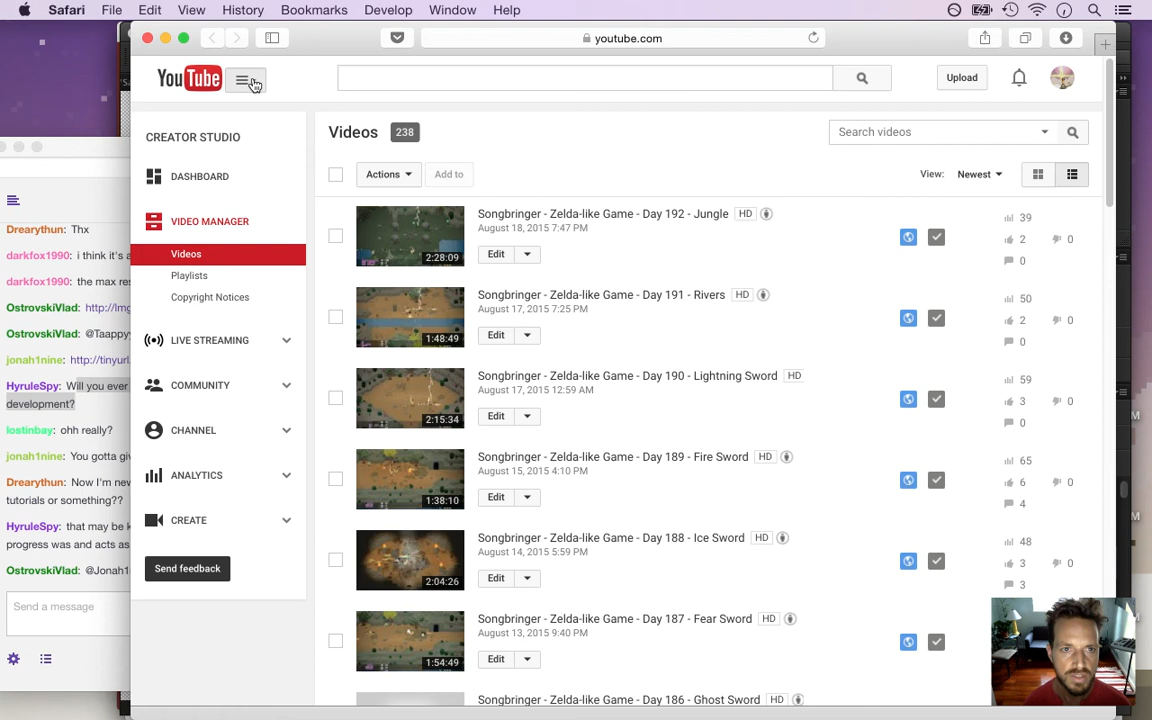 Safari File Edit View History Bookmarks Develop Window Help
youtube.com
YouTube
Upload
CREATOR STUDIO
DASHBOARD
VIDEO MANAGER
Videos
Playlists
Copyright Notices
LIVE STREAMING
COMMUNITY
CHANNEL
ANALYTICS
CREATE
Send feedback
Videos 238
Search videos
Actions Add to
View: Newest
Songbringer - Zelda-like Game - Day 192 - Jungle HD
August 18, 2015 7:47 PM
Edit
2:28:09
39
2 0
0
Songbringer - Zelda-like Game - Day 191 - Rivers HD
August 17, 2015 7:25 PM
Edit
1:48:49
50
2 0
0
Songbringer - Zelda-like Game - Day 190 - Lightning Sword HD
August 17, 2015 12:59 AM
Edit
2:15:34
59
3 0
0
Songbringer - Zelda-like Game - Day 189 - Fire Sword HD
August 15, 2015 4:10 PM
Edit
1:38:10
65
6 0
4
Songbringer - Zelda-like Game - Day 188 - Ice Sword HD
August 14, 2015 5:59 PM
Edit
2:04:26
48
3 0
3
Songbringer - Zelda-like Game - Day 187 - Fear Sword HD
August 13, 2015 9:40 PM
Edit
1:54:49
Songbringer - Zelda-like Game - Day 186 - Ghost Sword HD
Drearythun: Thx
darkfox1990: i think it's a
darkfox1990: the max res
OstrovskiVlad: http://Img
OstrovskiVlad: @Taappy
jonah1nine: http://tinyurl.
HyruleSpy: Will you ever
development?
lostinbay: ohh really?
jonah1nine: You gotta giv
Drearythun: Now I'm new
tutorials or something??
HyruleSpy: that may be k
progress was and acts as
OstrovskiVlad: @Jonah1
Send a message